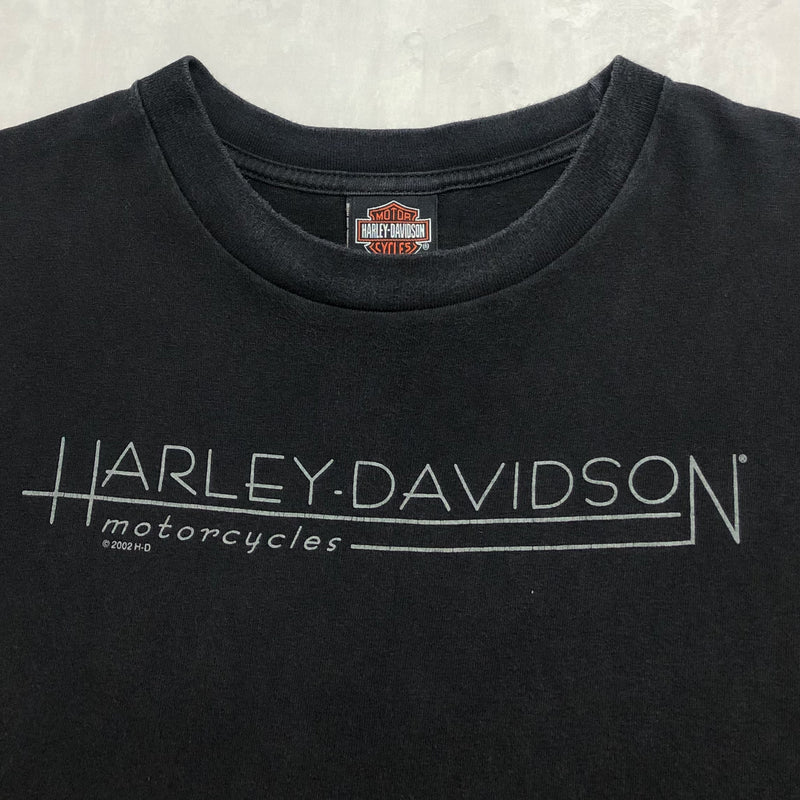 MOTOR
HARLEY-DAVIDSON
CYCLES®
HARLEY-DAVIDSON®
motorcycles
© 2002 H-D